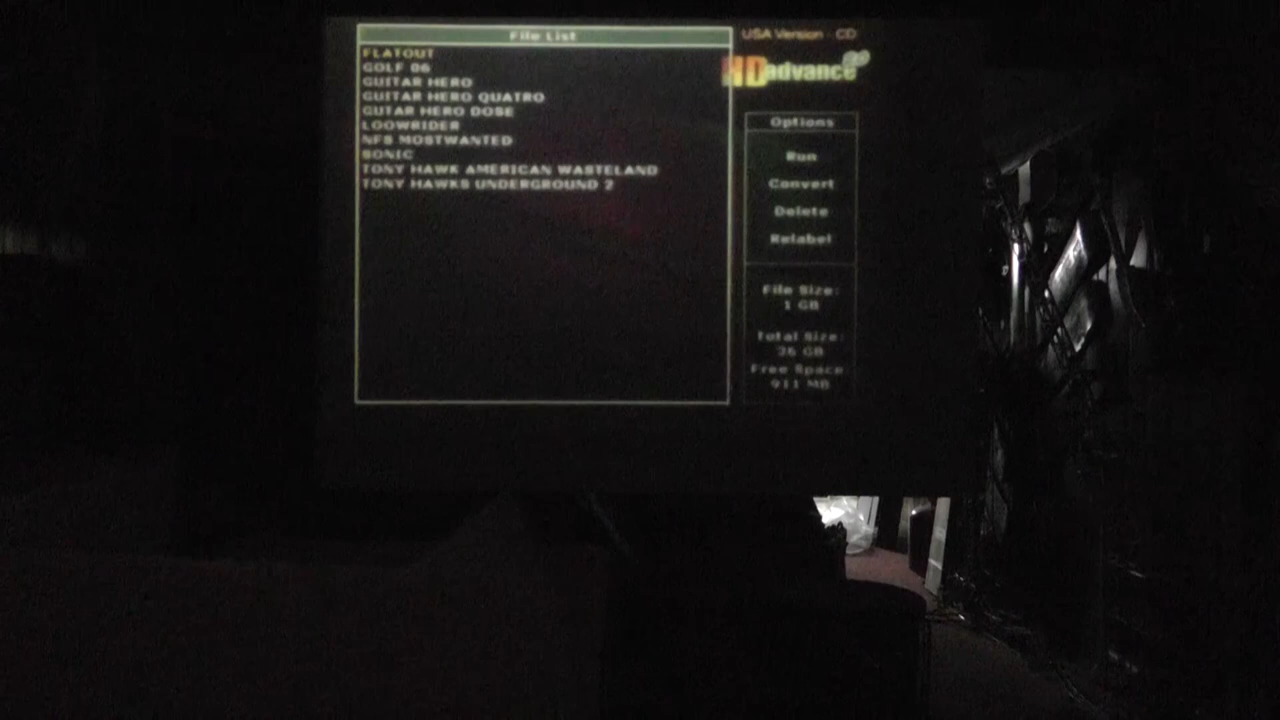 File List
FLATOUT
GOLF 06
GUITAR HERO
GUITAR HERO QUATRO
GUTAR HERO DOSE
LOOWRIDER
NFS MOSTWANTED
SONIC
TONY HAWK AMERICAN WASTELAND
TONY HAWKS UNDERGROUND 2
USA Version - CD
HDadvance
Options
Run
Convert
Delete
Relabel
File Size:
1 GB
Total Size:
36 GB
Free Space
911 MB